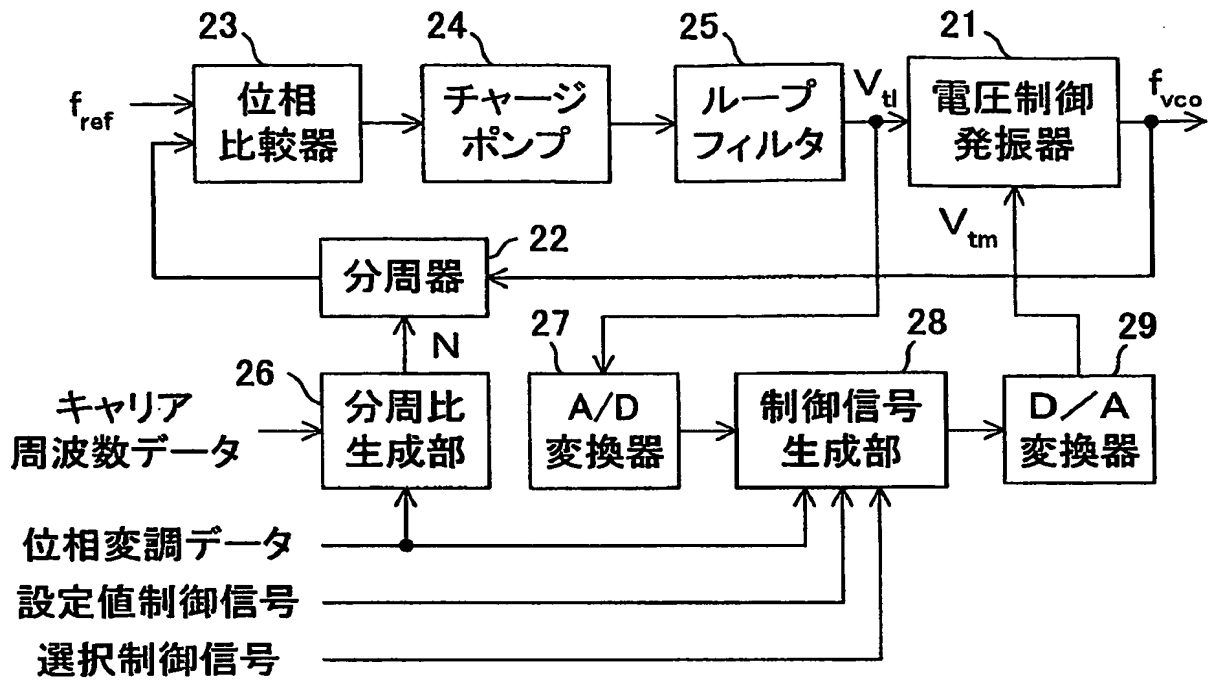 23
24
25
21
f_ref
位相
比較器
チャージ
ポンプ
ループ
フィルタ
V_tl
電圧制御
発振器
f_vco
V_tm
22
分周器
N
26
27
28
29
キャリア
周波数データ
分周比
生成部
A/D
変換器
制御信号
生成部
D/A
変換器
位相変調データ
設定値制御信号
選択制御信号